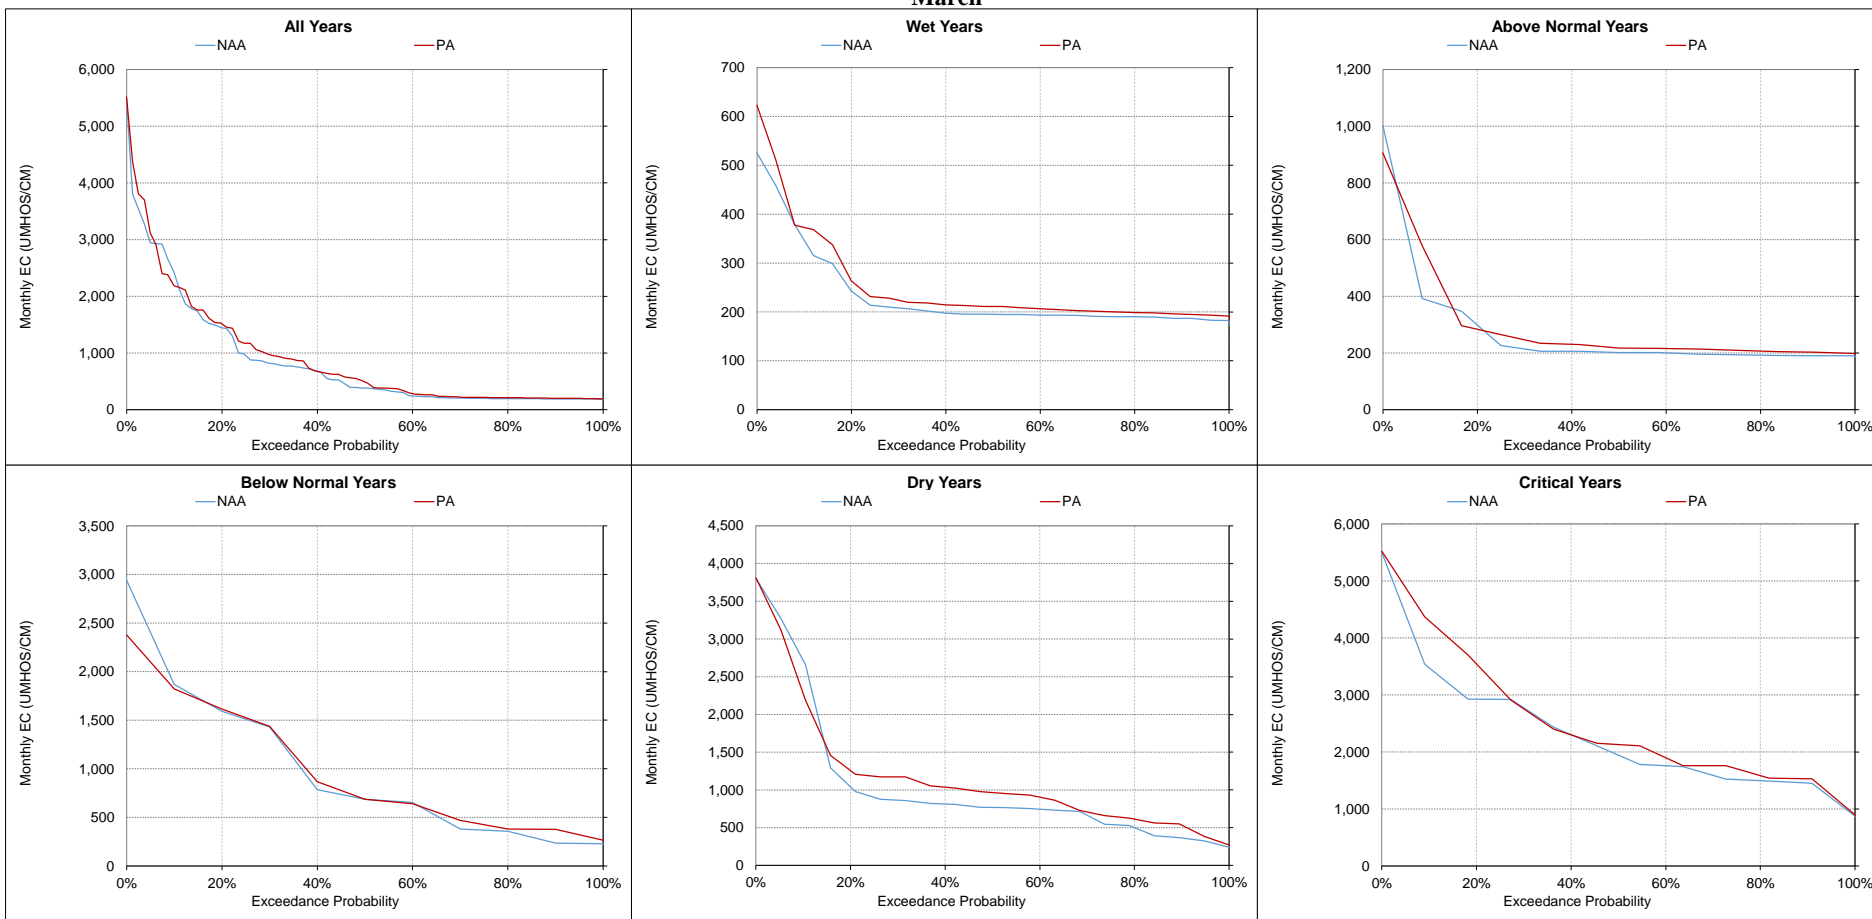 March
All Years
NAA PA
6,000
5,000
4,000
3,000
2,000
1,000
0
Monthly EC (UMHOS/CM)
0% 20% 40% 60% 80% 100%
Exceedance Probability
Wet Years
NAA PA
700
600
500
400
300
200
100
0
Monthly EC (UMHOS/CM)
0% 20% 40% 60% 80% 100%
Exceedance Probability
Above Normal Years
NAA PA
1,200
1,000
800
600
400
200
0
Monthly EC (UMHOS/CM)
0% 20% 40% 60% 80% 100%
Exceedance Probability
Below Normal Years
NAA PA
3,500
3,000
2,500
2,000
1,500
1,000
500
0
Monthly EC (UMHOS/CM)
0% 20% 40% 60% 80% 100%
Exceedance Probability
Dry Years
NAA PA
4,500
4,000
3,500
3,000
2,500
2,000
1,500
1,000
500
0
Monthly EC (UMHOS/CM)
0% 20% 40% 60% 80% 100%
Exceedance Probability
Critical Years
NAA PA
6,000
5,000
4,000
3,000
2,000
1,000
0
Monthly EC (UMHOS/CM)
0% 20% 40% 60% 80% 100%
Exceedance Probability